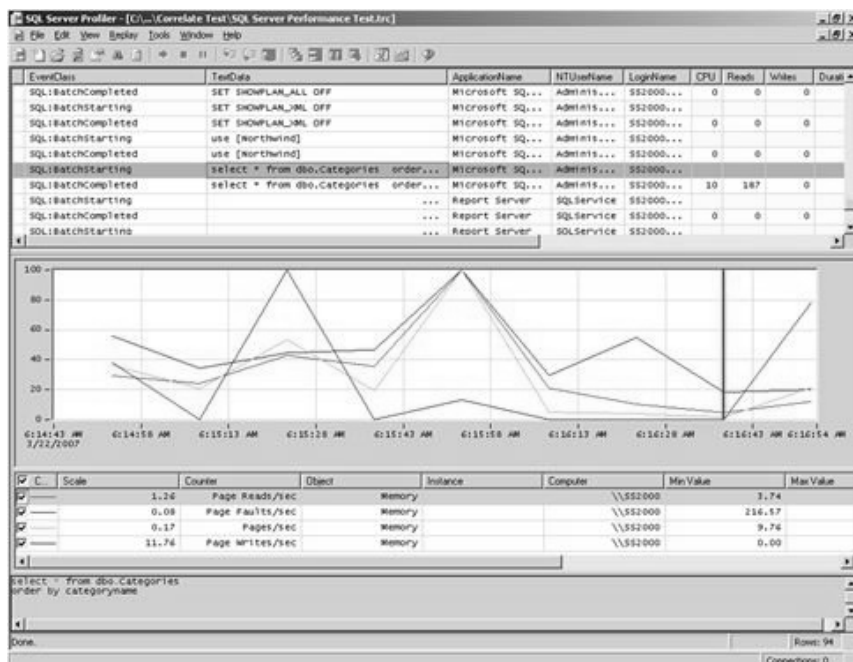 SQL Server Profiler - [C:\...\Correlate Test\SQL Server Performance Test.trc]
File Edit View Replay Tools Window Help
EventClass TextData ApplicationName NTUserName LoginName CPU Reads Writes Durati
SQL:BatchCompleted SET SHOWPLAN_ALL OFF Microsoft SQ... Adminis... SS2000... 0 0 0
SQL:BatchStarting SET SHOWPLAN_XML OFF Microsoft SQ... Adminis... SS2000...
SQL:BatchCompleted SET SHOWPLAN_XML OFF Microsoft SQ... Adminis... SS2000... 0 0 0
SQL:BatchStarting use [Northwind] Microsoft SQ... Adminis... SS2000...
SQL:BatchCompleted use [Northwind] Microsoft SQ... Adminis... SS2000... 0 0 0
SQL:BatchStarting select * from dbo.Categories order... Microsoft SQ... Adminis... SS2000...
SQL:BatchCompleted select * from dbo.Categories order... Microsoft SQ... Adminis... SS2000... 10 187 0
SQL:BatchStarting ... Report Server SQLService SS2000...
SQL:BatchCompleted ... Report Server SQLService SS2000... 0 0 0
SQL:BatchStarting ... Report Server SQLService SS2000...
100
80
60
40
20
0
6:14:43 AM 6:14:58 AM 6:15:13 AM 6:15:28 AM 6:15:43 AM 6:15:58 AM 6:16:13 AM 6:16:28 AM 6:16:43 AM 6:16:54 AM
3/22/2007
C... Scale Counter Object Instance Computer Min Value Max Value
1.26 Page Reads/sec Memory \\SS2000 3.74
0.08 Page Faults/sec Memory \\SS2000 216.57
0.17 Pages/sec Memory \\SS2000 9.76
11.76 Page Writes/sec Memory \\SS2000 0.00
select * from dbo.Categories
order by categoryname
Done. Rows: 94
Connections: 0